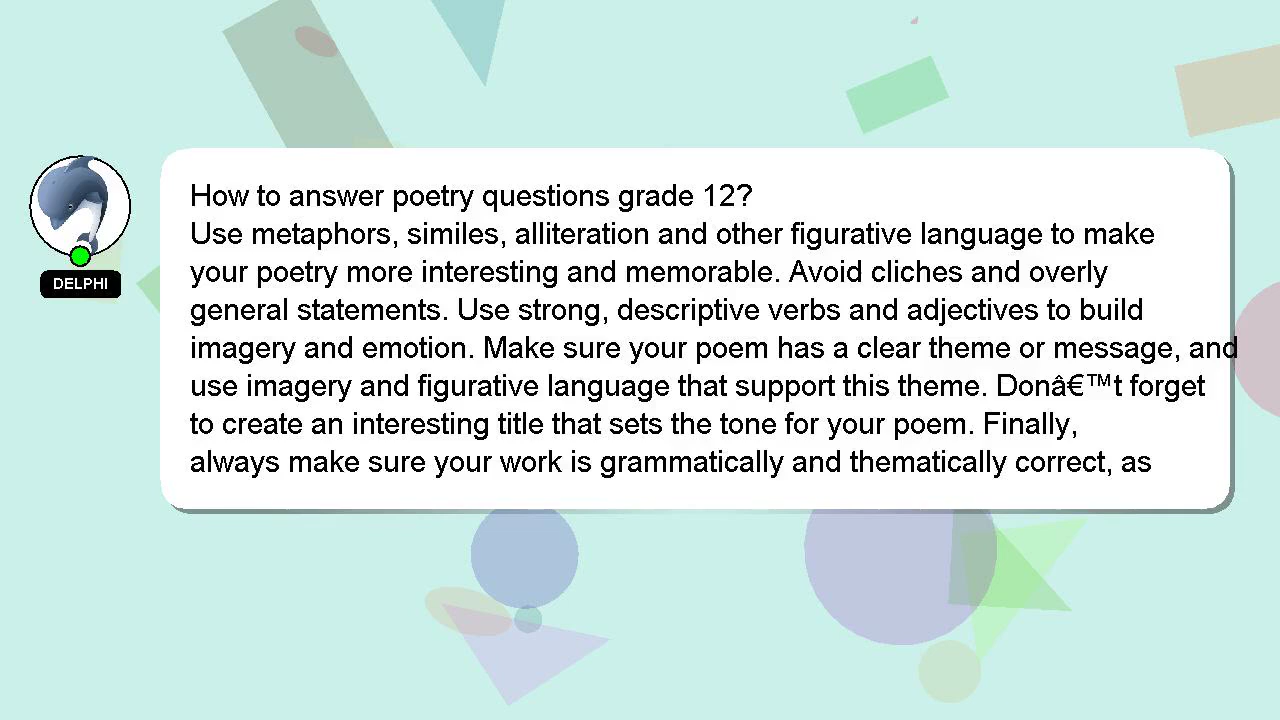 DELPHI
How to answer poetry questions grade 12?
Use metaphors, similes, alliteration and other figurative language to make
your poetry more interesting and memorable. Avoid cliches and overly
general statements. Use strong, descriptive verbs and adjectives to build
imagery and emotion. Make sure your poem has a clear theme or message, and
use imagery and figurative language that support this theme. Donâ€™t forget
to create an interesting title that sets the tone for your poem. Finally,
always make sure your work is grammatically and thematically correct, as